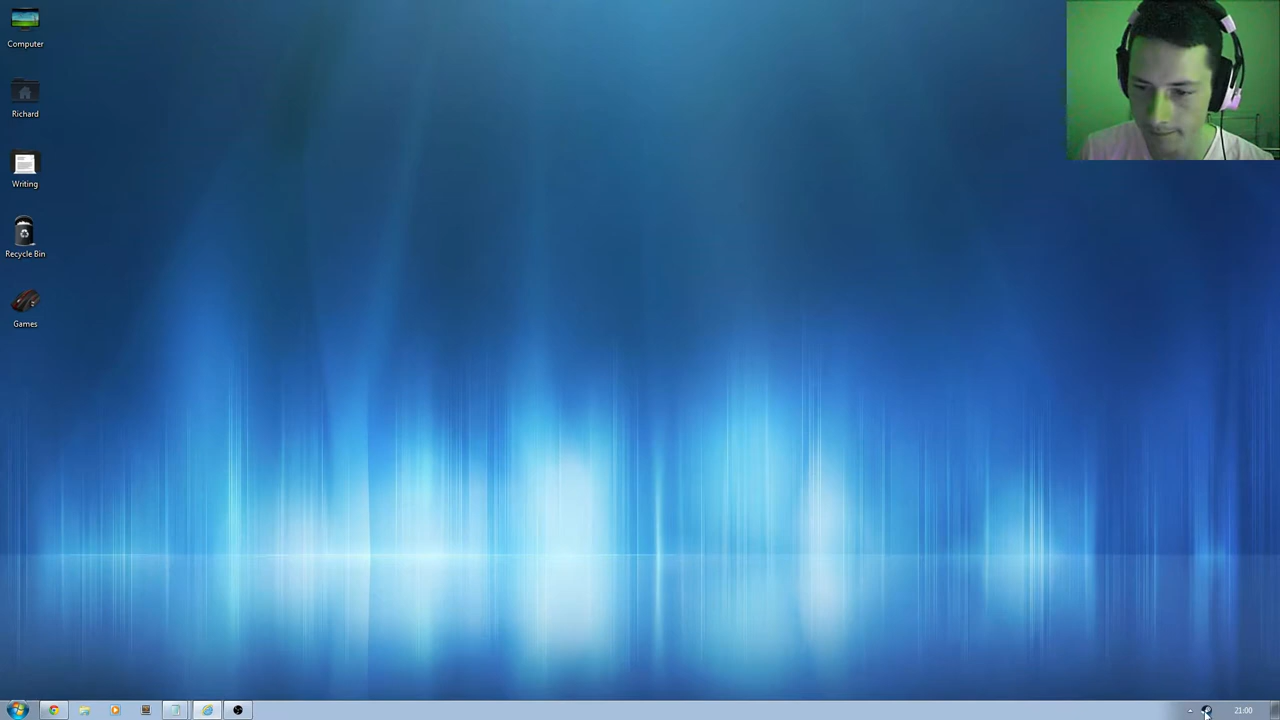 Computer
Richard
Writing
Recycle Bin
Games
21:00